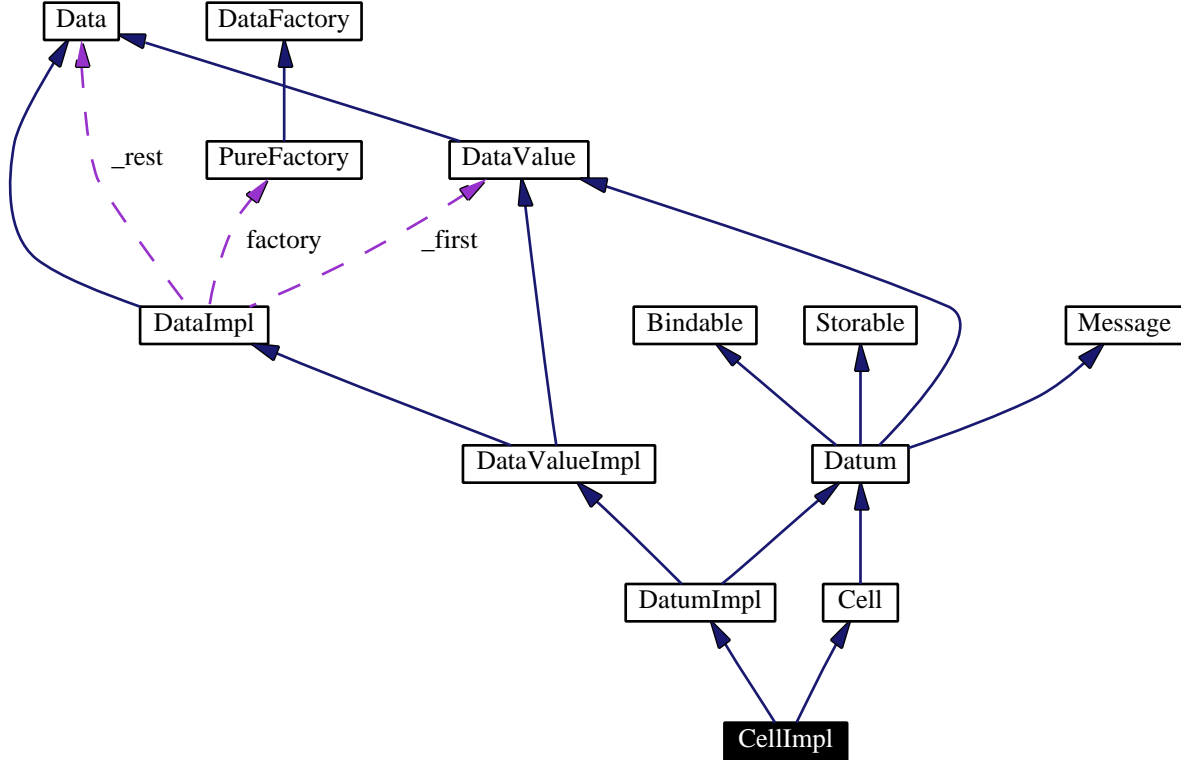 Data
DataFactory
_rest
PureFactory
DataValue
factory
_first
DataImpl
Bindable
Storable
Message
DataValueImpl
Datum
DatumImpl
Cell
CellImpl